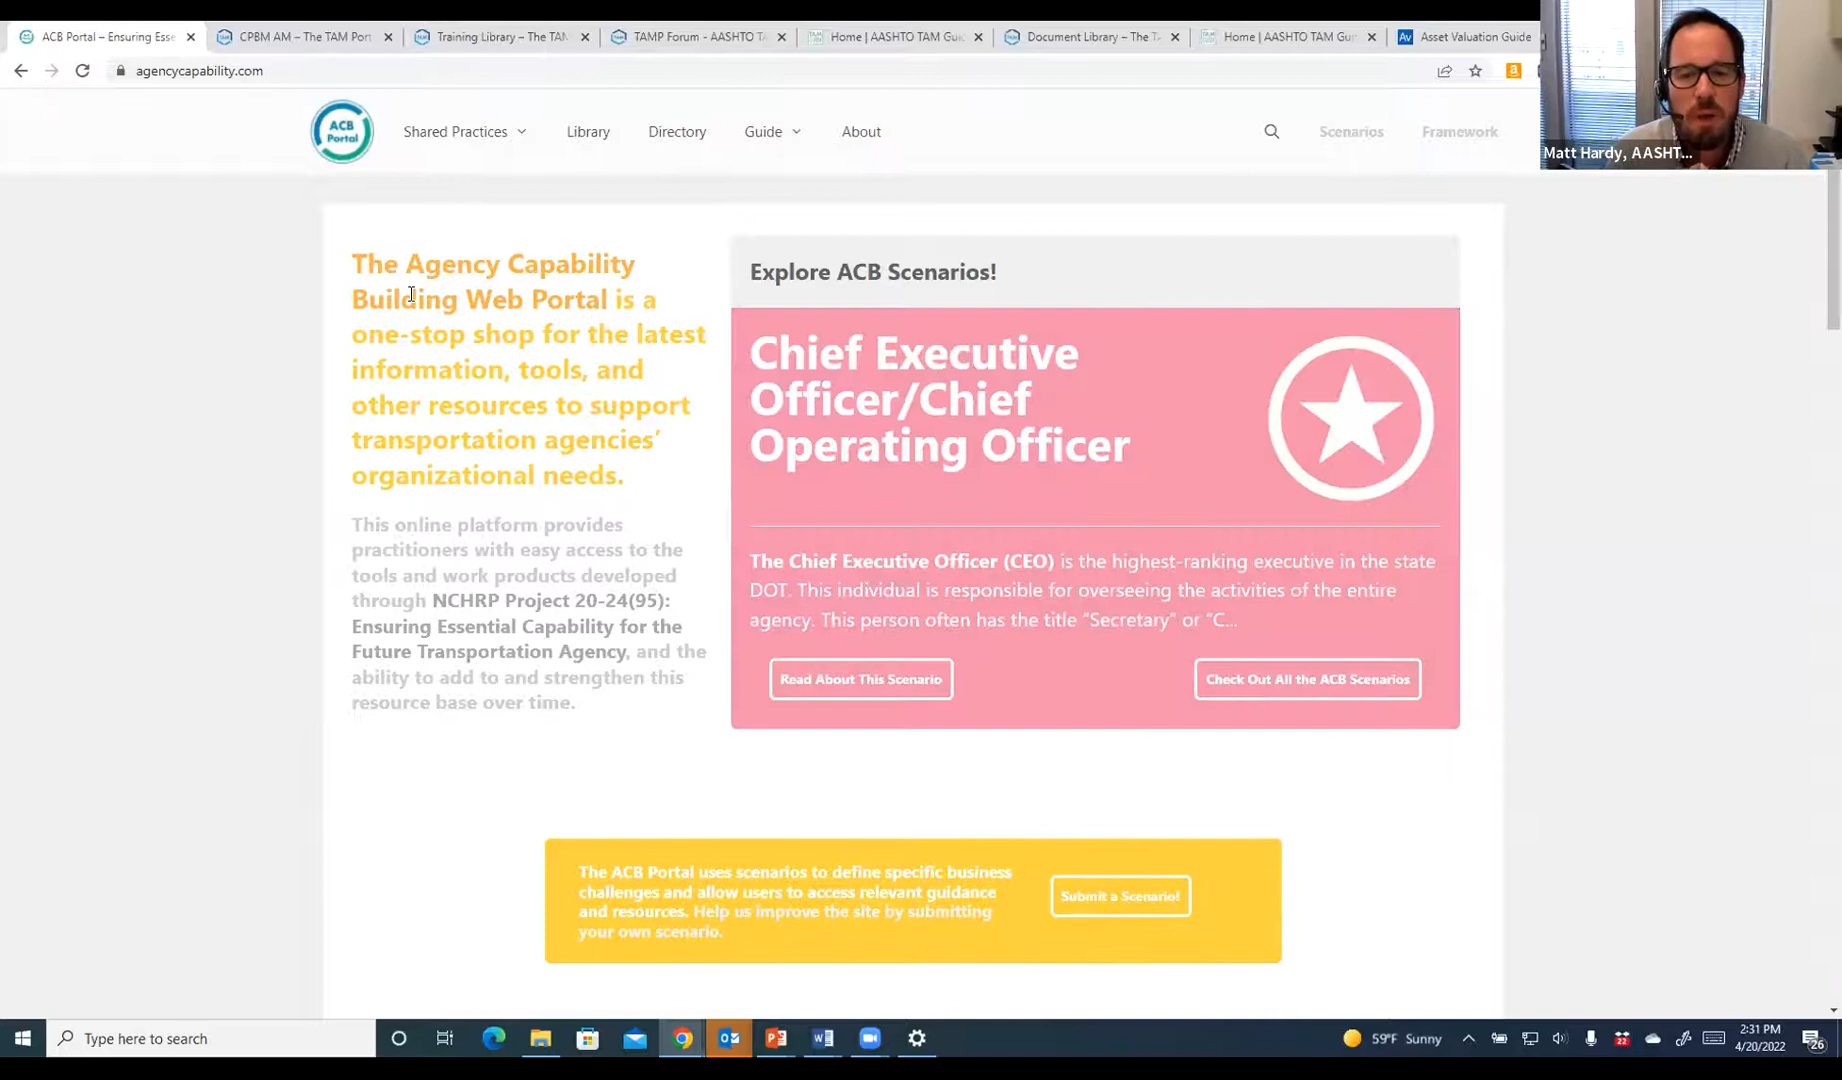 ACB Portal – Ensuring Esse
CPBM AM – The TAM Port
Training Library – The TAN
TAMP Forum - AASHTO T
Home | AASHTO TAM Gui
Document Library – The T
Home | AASHTO TAM Gui
Av Asset Valuation Guide
agencycapability.com
ACB Portal
Shared Practices
Library
Directory
Guide
About
Scenarios
Framework
Matt Hardy, AASHT...
The Agency Capability
Building Web Portal is a
one-stop shop for the latest
information, tools, and
other resources to support
transportation agencies’
organizational needs.
This online platform provides
practitioners with easy access to the
tools and work products developed
through NCHRP Project 20-24(95):
Ensuring Essential Capability for the
Future Transportation Agency, and the
ability to add to and strengthen this
resource base over time.
Explore ACB Scenarios!
Chief Executive
Officer/Chief
Operating Officer
The Chief Executive Officer (CEO) is the highest-ranking executive in the state
DOT. This individual is responsible for overseeing the activities of the entire
agency. This person often has the title “Secretary” or “C...
Read About This Scenario
Check Out All the ACB Scenarios
The ACB Portal uses scenarios to define specific business
challenges and allow users to access relevant guidance
and resources. Help us improve the site by submitting
your own scenario.
Submit a Scenario!
Type here to search
59°F Sunny
22
2:31 PM
4/20/2022
26